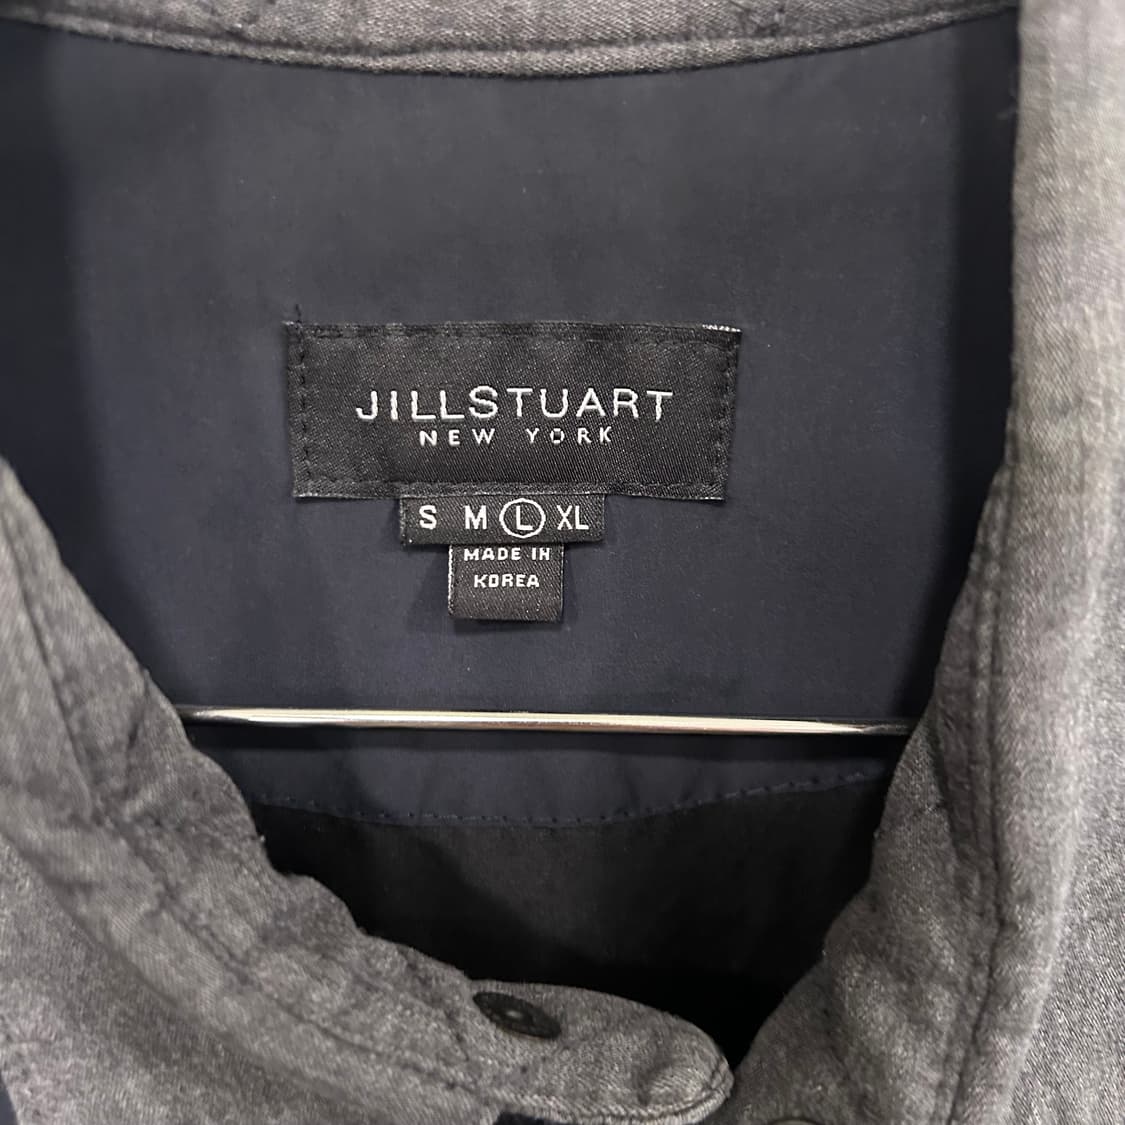 JILLSTUART
NEW YORK
S M L XL
MADE IN
KOREA